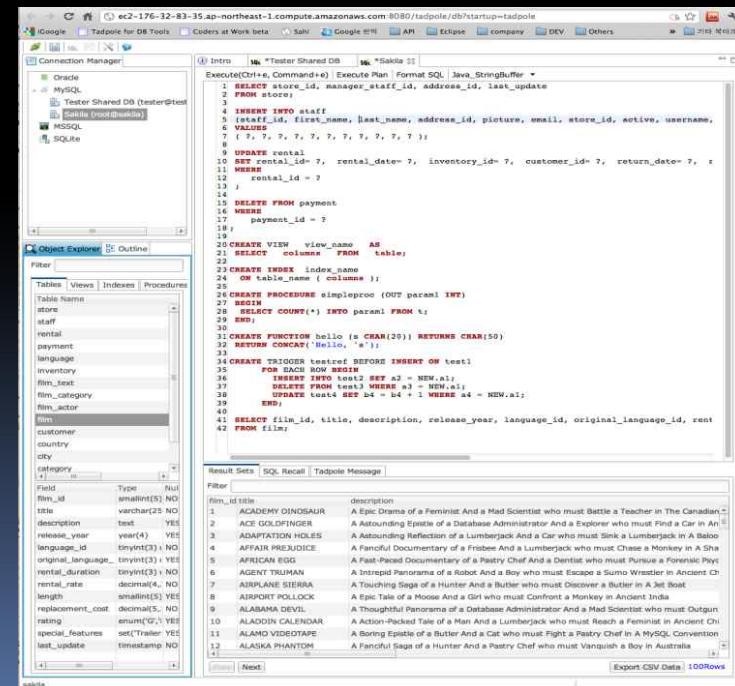 ec2-176-32-83-35.ap-northeast-1.compute.amazonaws.com:8080/tadpole/db?startup=tadpole
iGoogle Tadpole for DB Tools Coders at Work beta Sahi Google API Eclipse company DEV Others
Connection Manager
Oracle
MySQL
Tester Shared DB (tester@test
Sakila (root@sakila)
MSSQL
SQLite
Object Explorer Outline
Filter
Tables Views Indexes Procedures
Table Name
store
staff
rental
payment
language
inventory
film_text
film_category
film_actor
film
customer
country
city
category
Field Type Nul
film_id smallint(5) NO
title varchar(25 NO
description text YES
release_year year(4) YES
language_id tinyint(3) NO
original_language_ tinyint(3) YES
rental_duration tinyint(3) NO
rental_rate decimal(4, NO
length smallint(5) YES
replacement_cost decimal(5, NO
rating enum('G', YES
special_features set('Trailer YES
last_update timestamp NO
sakila
Intro *Tester Shared DB *Sakila
Execute(Ctrl+e, Command+e) Execute Plan Format SQL Java_StringBuffer
1 SELECT store_id, manager_staff_id, address_id, last_update
2 FROM store;
3
4 INSERT INTO staff
5 (staff_id, first_name, last_name, address_id, picture, email, store_id, active, username,
6 VALUES
7 ( ?, ?, ?, ?, ?, ?, ?, ?, ?, ?, ? );
8
9 UPDATE rental
10 SET rental_id= ?, rental_date= ?, inventory_id= ?, customer_id= ?, return_date= ?,
11 WHERE
12 rental_id = ?
13 ;
14
15 DELETE FROM payment
16 WHERE
17 payment_id = ?
18 ;
19
20 CREATE VIEW view_name AS
21 SELECT columns FROM table;
22
23 CREATE INDEX index_name
24 ON table_name ( columns );
25
26 CREATE PROCEDURE simpleproc (OUT param1 INT)
27 BEGIN
28 SELECT COUNT(*) INTO param1 FROM t;
29 END;
30
31 CREATE FUNCTION hello (s CHAR(20)) RETURNS CHAR(50)
32 RETURN CONCAT('Hello, 's');
33
34 CREATE TRIGGER testref BEFORE INSERT ON test1
35 FOR EACH ROW BEGIN
36 INSERT INTO test2 SET a2 = NEW.a1;
37 DELETE FROM test3 WHERE a3 = NEW.a1;
38 UPDATE test4 SET b4 = b4 + 1 WHERE a4 = NEW.a1;
39 END;
40
41 SELECT film_id, title, description, release_year, language_id, original_language_id, rent
42 FROM film;
Result Sets SQL Recall Tadpole Message
Filter
film_id title description
1 ACADEMY DINOSAUR A Epic Drama of a Feminist And a Mad Scientist who must Battle a Teacher in The Canadian
2 ACE GOLDFINGER A Astounding Epistle of a Database Administrator And a Explorer who must Find a Car in An
3 ADAPTATION HOLES A Astounding Reflection of a Lumberjack And a Car who must Sink a Lumberjack in A Baloo
4 AFFAIR PREJUDICE A Fanciful Documentary of a Frisbee And a Lumberjack who must Chase a Monkey in A Sha
5 AFRICAN EGG A Fast-Paced Documentary of a Pastry Chef And a Dentist who must Pursue a Forensic Psyc
6 AGENT TRUMAN A Intrepid Panorama of a Robot And a Boy who must Escape a Sumo Wrestler in Ancient Ch
7 AIRPLANE SIERRA A Touching Saga of a Hunter And a Butler who must Discover a Butler in A Jet Boat
8 AIRPORT POLLOCK A Epic Tale of a Moose And a Girl who must Confront a Monkey in Ancient India
9 ALABAMA DEVIL A Thoughtful Panorama of a Database Administrator And a Mad Scientist who must Outgun
10 ALADDIN CALENDAR A Action-Packed Tale of a Man And a Lumberjack who must Reach a Feminist in Ancient Chi
11 ALAMO VIDEOTAPE A Boring Epistle of a Butler And a Cat who must Fight a Pastry Chef in A MySQL Convention
12 ALASKA PHANTOM A Fanciful Saga of a Hunter And a Pastry Chef who must Vanquish a Boy in Australia
Next Export CSV Data 100Rows